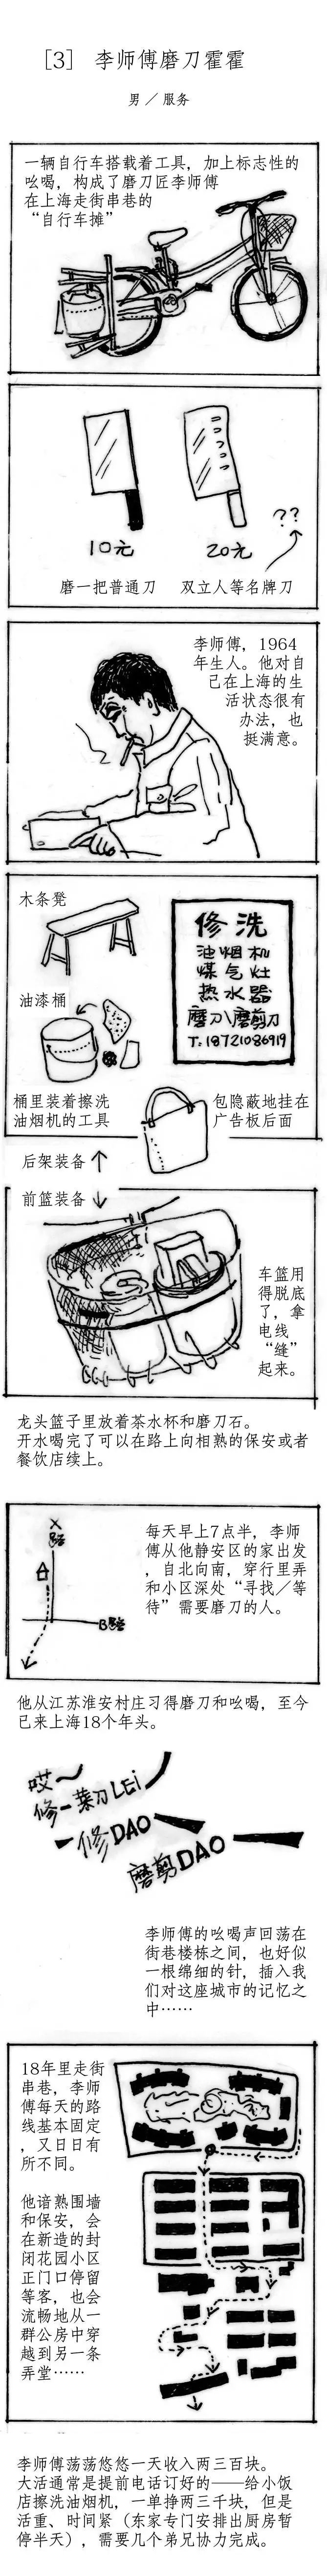 [3] 李师傅磨刀霍霍
男／服务
一辆自行车搭载着工具，加上标志性的
吆喝，构成了磨刀匠李师傅
在上海走街串巷的
“自行车摊”
10元
20元
??
磨一把普通刀
双立人等名牌刀
李师傅，1964
年生人。他对自
己在上海的生
活状态很有
办法，也
挺满意。
木条凳
油漆桶
修洗
油烟机
煤气灶
热水器
磨刀磨剪刀
T:18721086919
桶里装着擦洗
油烟机的工具
包隐蔽地挂在
广告板后面
后架装备↑
前篮装备↓
车篮用
得脱底
了，拿
电线
“缝”
起来。
龙头篮子里放着茶水杯和磨刀石。
开水喝完了可以在路上向相熟的保安或者
餐饮店续上。
X路
B路
每天早上7点半，李师
傅从他静安区的家出发
，自北向南，穿行里弄
和小区深处“寻找／等
待”需要磨刀的人。
他从江苏淮安村庄习得磨刀和吆喝，至今
已来上海18个年头。
哎～
修－菜刀LEi
－修DAO
磨剪DAO
李师傅的吆喝声回荡在
街巷楼栋之间，也好似
一根绵细的针，插入我
们对这座城市的记忆之
中……
18年里走街
串巷，李师
傅每天的路
线基本固定
，又日日有
所不同。
他谙熟围墙
和保安，会
在新造的封
闭花园小区
正门口停留
等客，也会
流畅地从一
群公房中穿
越到另一条
弄堂……
李师傅荡荡悠悠一天收入两三百块。
大活通常是提前电话订好的——给小饭
店擦洗油烟机，一单挣两三千块，但是
活重、时间紧（东家专门安排出厨房暂
停半天），需要几个弟兄协力完成。